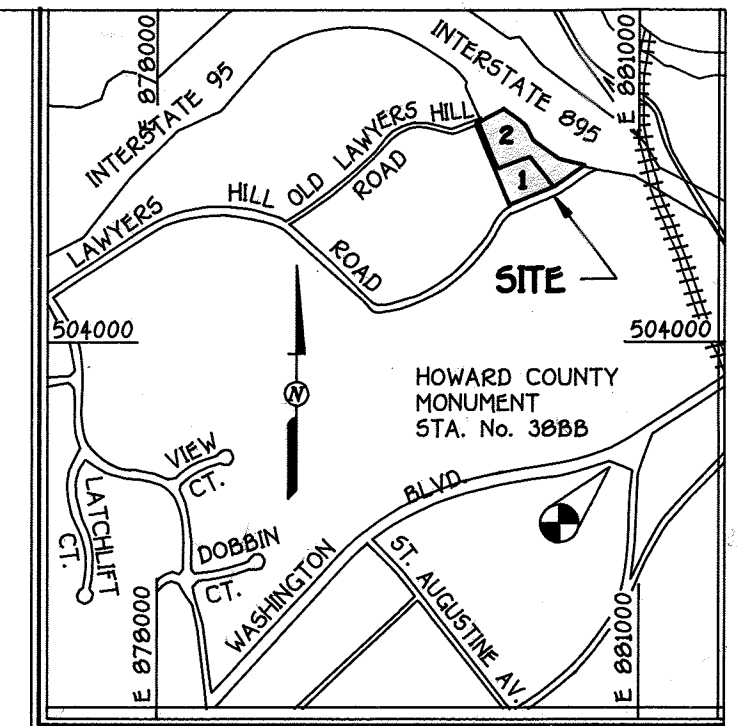 E 878000
INTERSTATE 95
INTERSTATE 895
E 881000
OLD LAWYERS HILL
ROAD
2
1
LAWYERS HILL
ROAD
SITE
504000
504000
HOWARD COUNTY
MONUMENT
STA. No. 38BB
N
VIEW
CT.
LATCHLIFT
CT.
DOBBIN
CT.
WASHINGTON BLVD.
ST. AUGUSTINE AV.
E 878000
E 881000